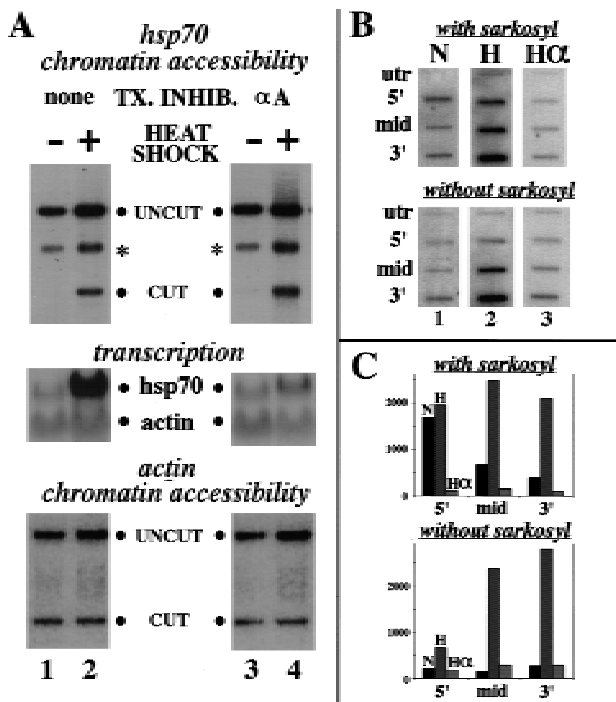 A
hsp70
chromatin accessibility
none TX. INHIB. αA
- + HEAT SHOCK - +
• UNCUT •
* *
• CUT •
transcription
• hsp70 •
• actin •
actin
chromatin accessibility
• UNCUT •
• CUT •
1 2 3 4
B
with sarkosyl
N H Hα
utr
5'
mid
3'
without sarkosyl
utr
5'
mid
3'
1 2 3
C
with sarkosyl
2000
1000
0
N H Hα
5' mid 3'
without sarkosyl
2000
1000
0
N H Hα
5' mid 3'